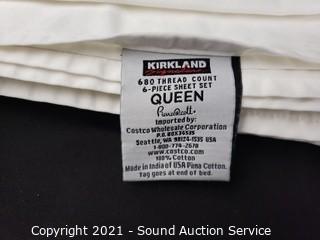 KIRKLAND
Signature
680 THREAD COUNT
6-PIECE SHEET SET
QUEEN
PimaCott
Imported by:
Costco Wholesale Corporation
P.O. BOX 34535
Seattle, WA 98124-1535 USA
1-800-774-2678
www.costco.com
100% Cotton
Made in India of USA Pima Cotton.
Tag goes at end of bed.
Copyright 2021 - Sound Auction Service